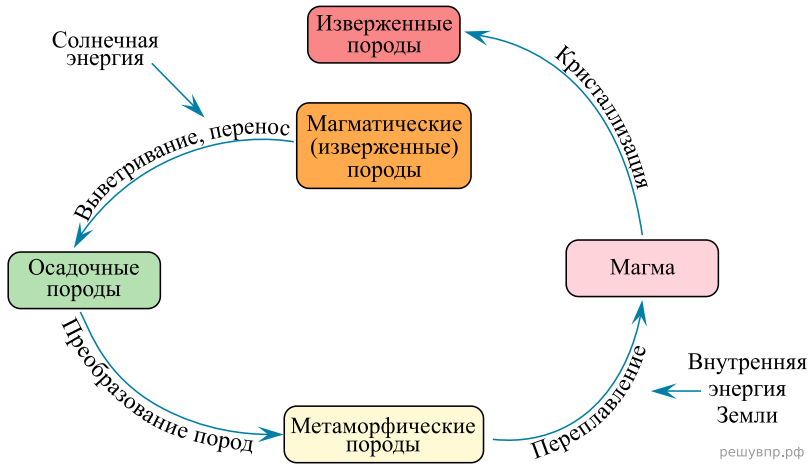 Солнечная
энергия
Изверженные
породы
Кристаллизация
Выветривание, перенос
Магматические
(изверженные)
породы
Осадочные
породы
Магма
Преобразование пород
Метаморфические
породы
Переплавление
Внутренняя
энергия
Земли
решувпр.рф